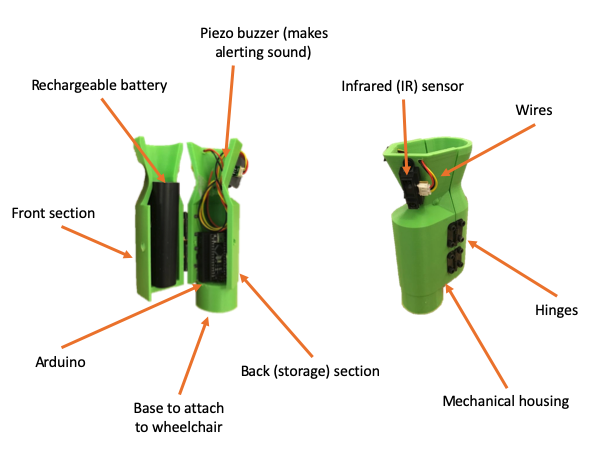 Piezo buzzer (makes
alerting sound)
Rechargeable battery
Infrared (IR) sensor
Wires
Front section
Hinges
Arduino
Back (storage) section
Mechanical housing
Base to attach
to wheelchair